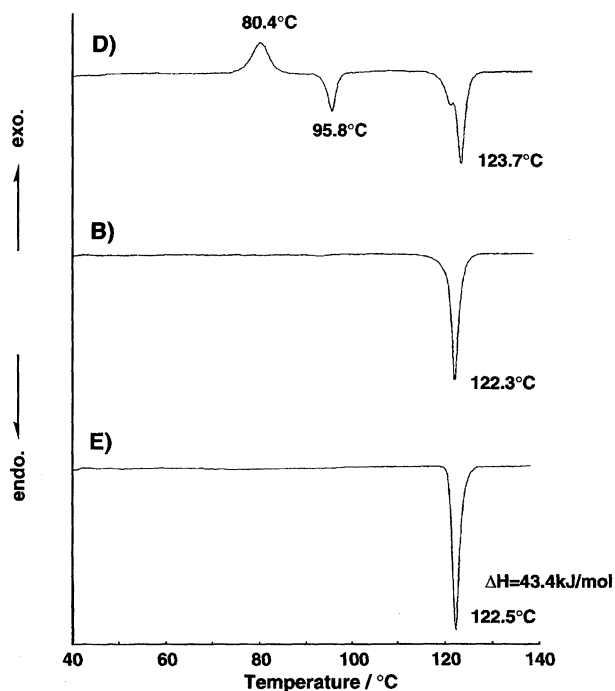 80.4°C
D)
95.8°C
123.7°C
exo.
B)
122.3°C
endo.
E)
ΔH=43.4kJ/mol
122.5°C
40 60 80 100 120 140
Temperature / °C